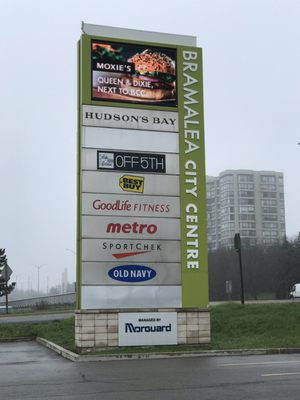 MOXIE'S
QUEEN & DIXIE,
NEXT TO BCC
BRAMALEA CITY CENTRE
HUDSON'S BAY
OFF 5TH
BEST BUY
GoodLife FITNESS
metro
SPORTCHEK
OLD NAVY
MANAGED BY
Morguard